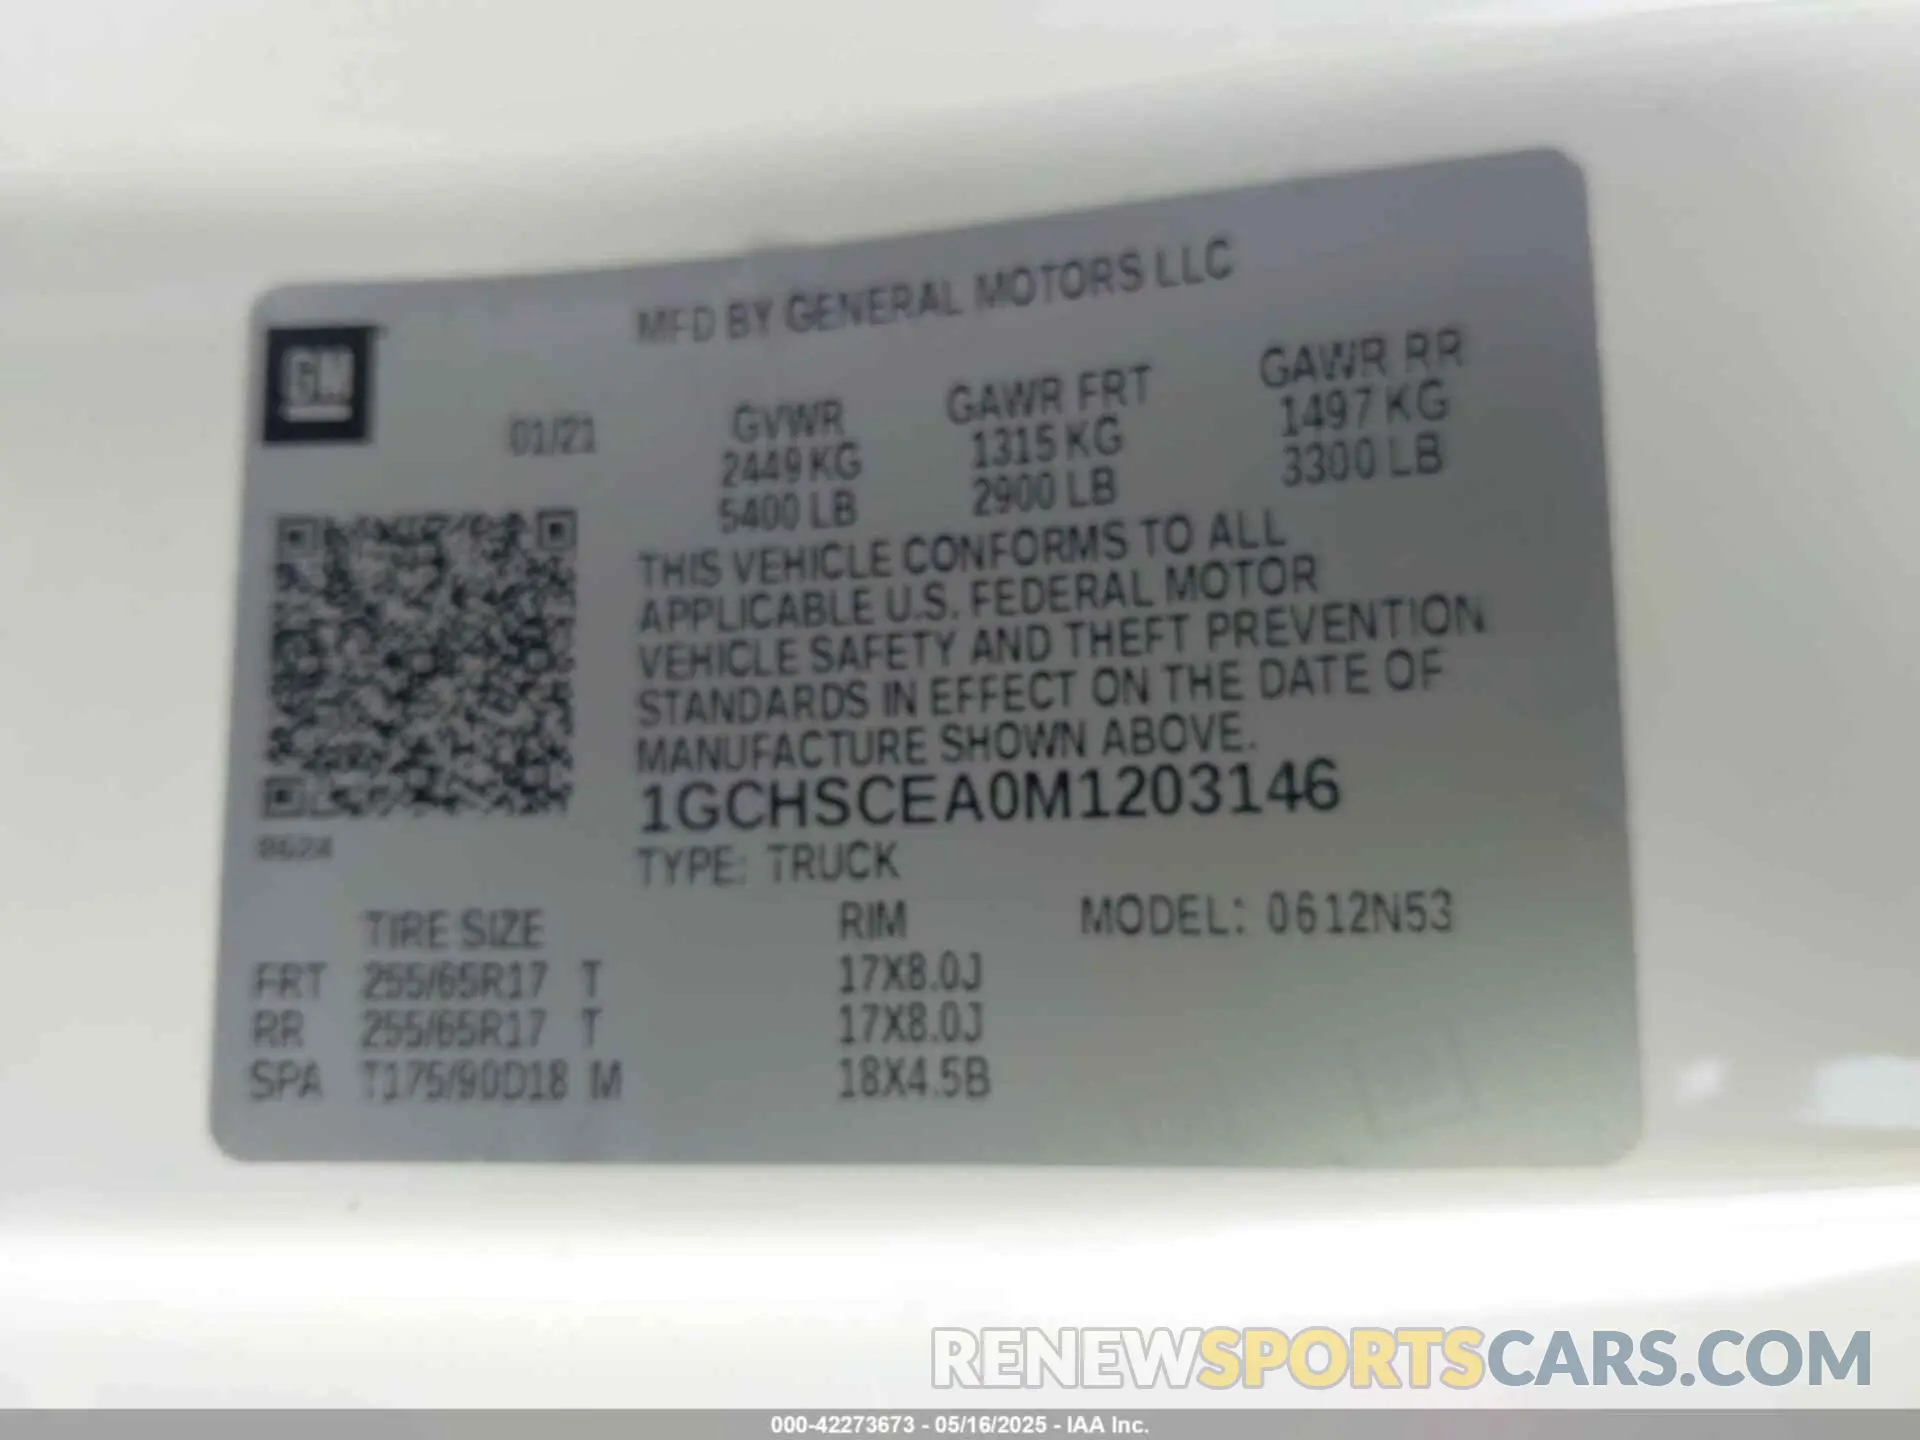 MFD BY GENERAL MOTORS LLC
GM
01/21
GVWR
2449 KG
5400 LB
GAWR FRT
1315 KG
2900 LB
GAWR RR
1497 KG
3300 LB
THIS VEHICLE CONFORMS TO ALL
APPLICABLE U.S. FEDERAL MOTOR
VEHICLE SAFETY AND THEFT PREVENTION
STANDARDS IN EFFECT ON THE DATE OF
MANUFACTURE SHOWN ABOVE.
1GCHSCEA0M1203146
TYPE: TRUCK
TIRE SIZE RIM MODEL: 0612N53
FRT 255/65R17 T 17X8.0J
RR 255/65R17 T 17X8.0J
SPA T175/90D18 M 18X4.5B
RENEWSPORTSCARS.COM
000-42273673 - 05/16/2025 - IAA Inc.